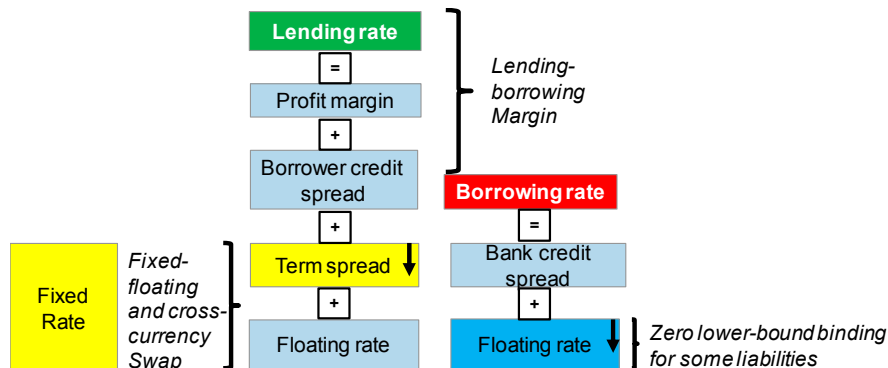 Lending rate
=
Profit margin
+
Borrower credit
spread
+
Term spread
+
Floating rate
Lending-
borrowing
Margin
Borrowing rate
=
Bank credit
spread
+
Floating rate
Fixed
Rate
Fixed-
floating
and cross-
currency
Swap
Zero lower-bound binding
for some liabilities